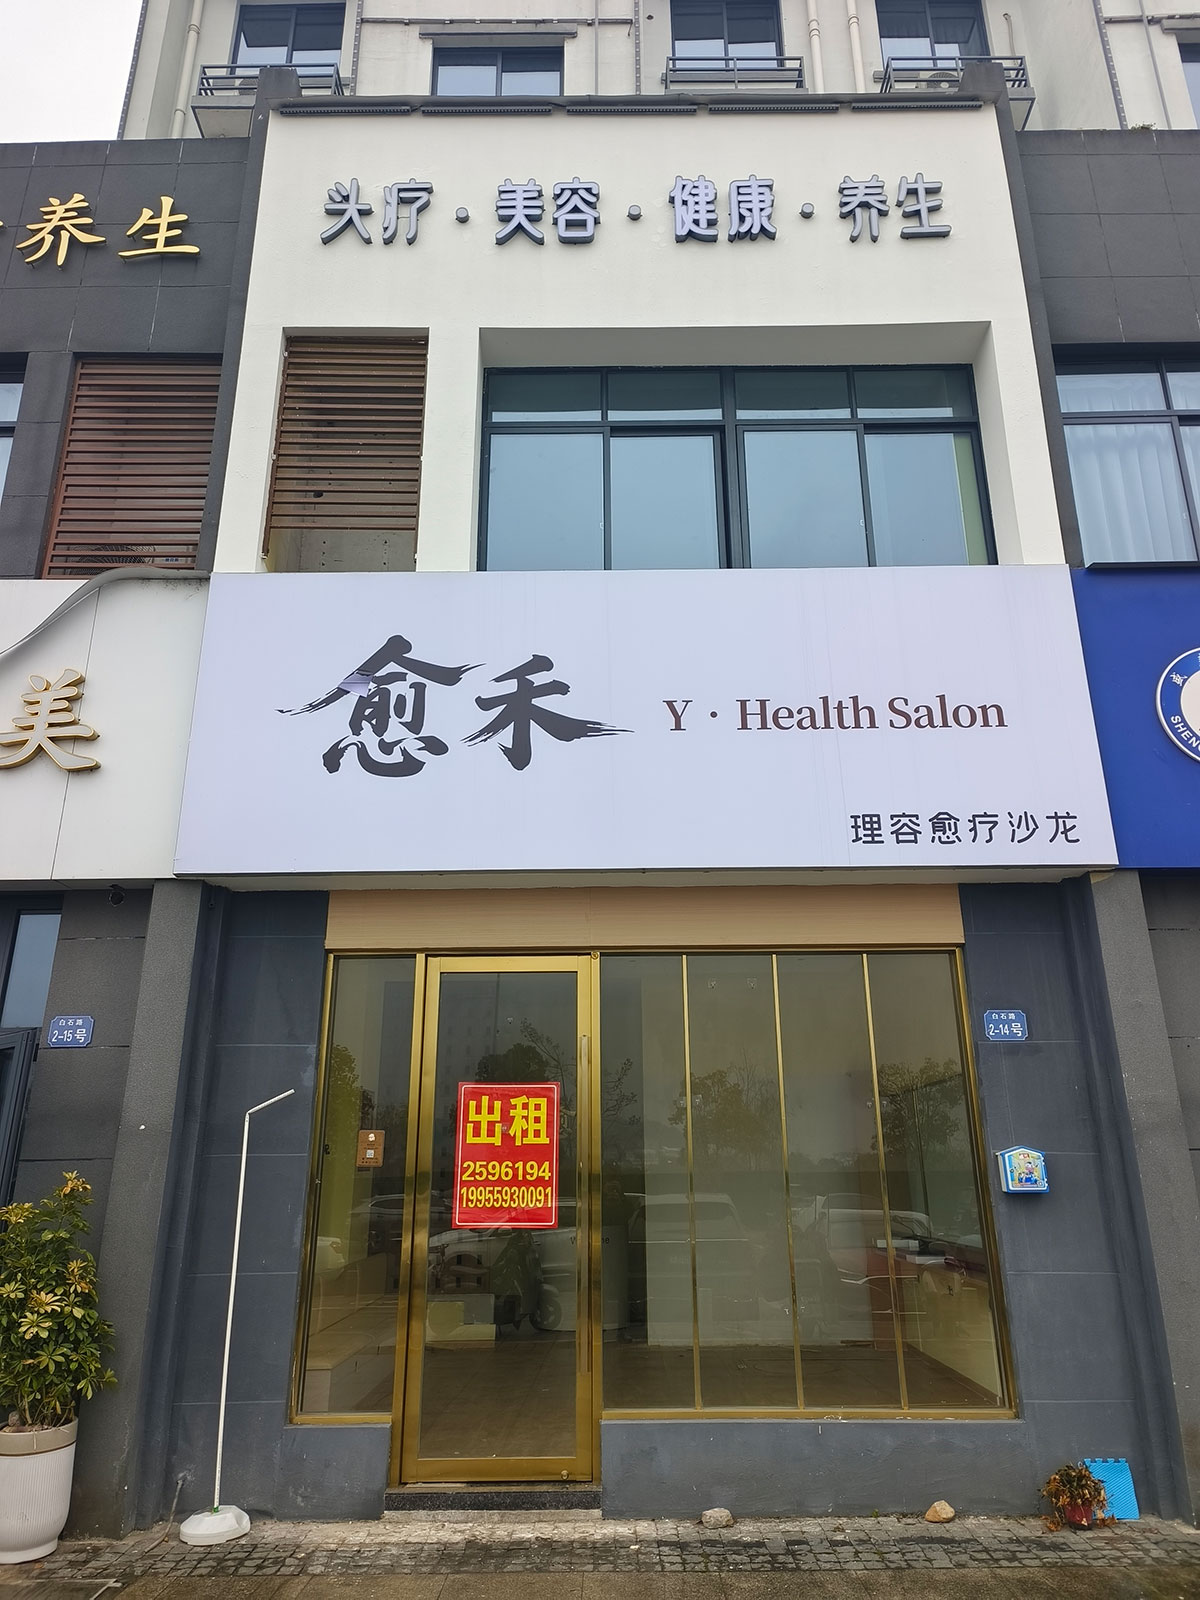 养生
头疗·美容·健康·养生
美
愈禾
Y·Health Salon
理容愈疗沙龙
SHEN
白石路
2-15号
白石路
2-14号
出租
2596194
19955930091